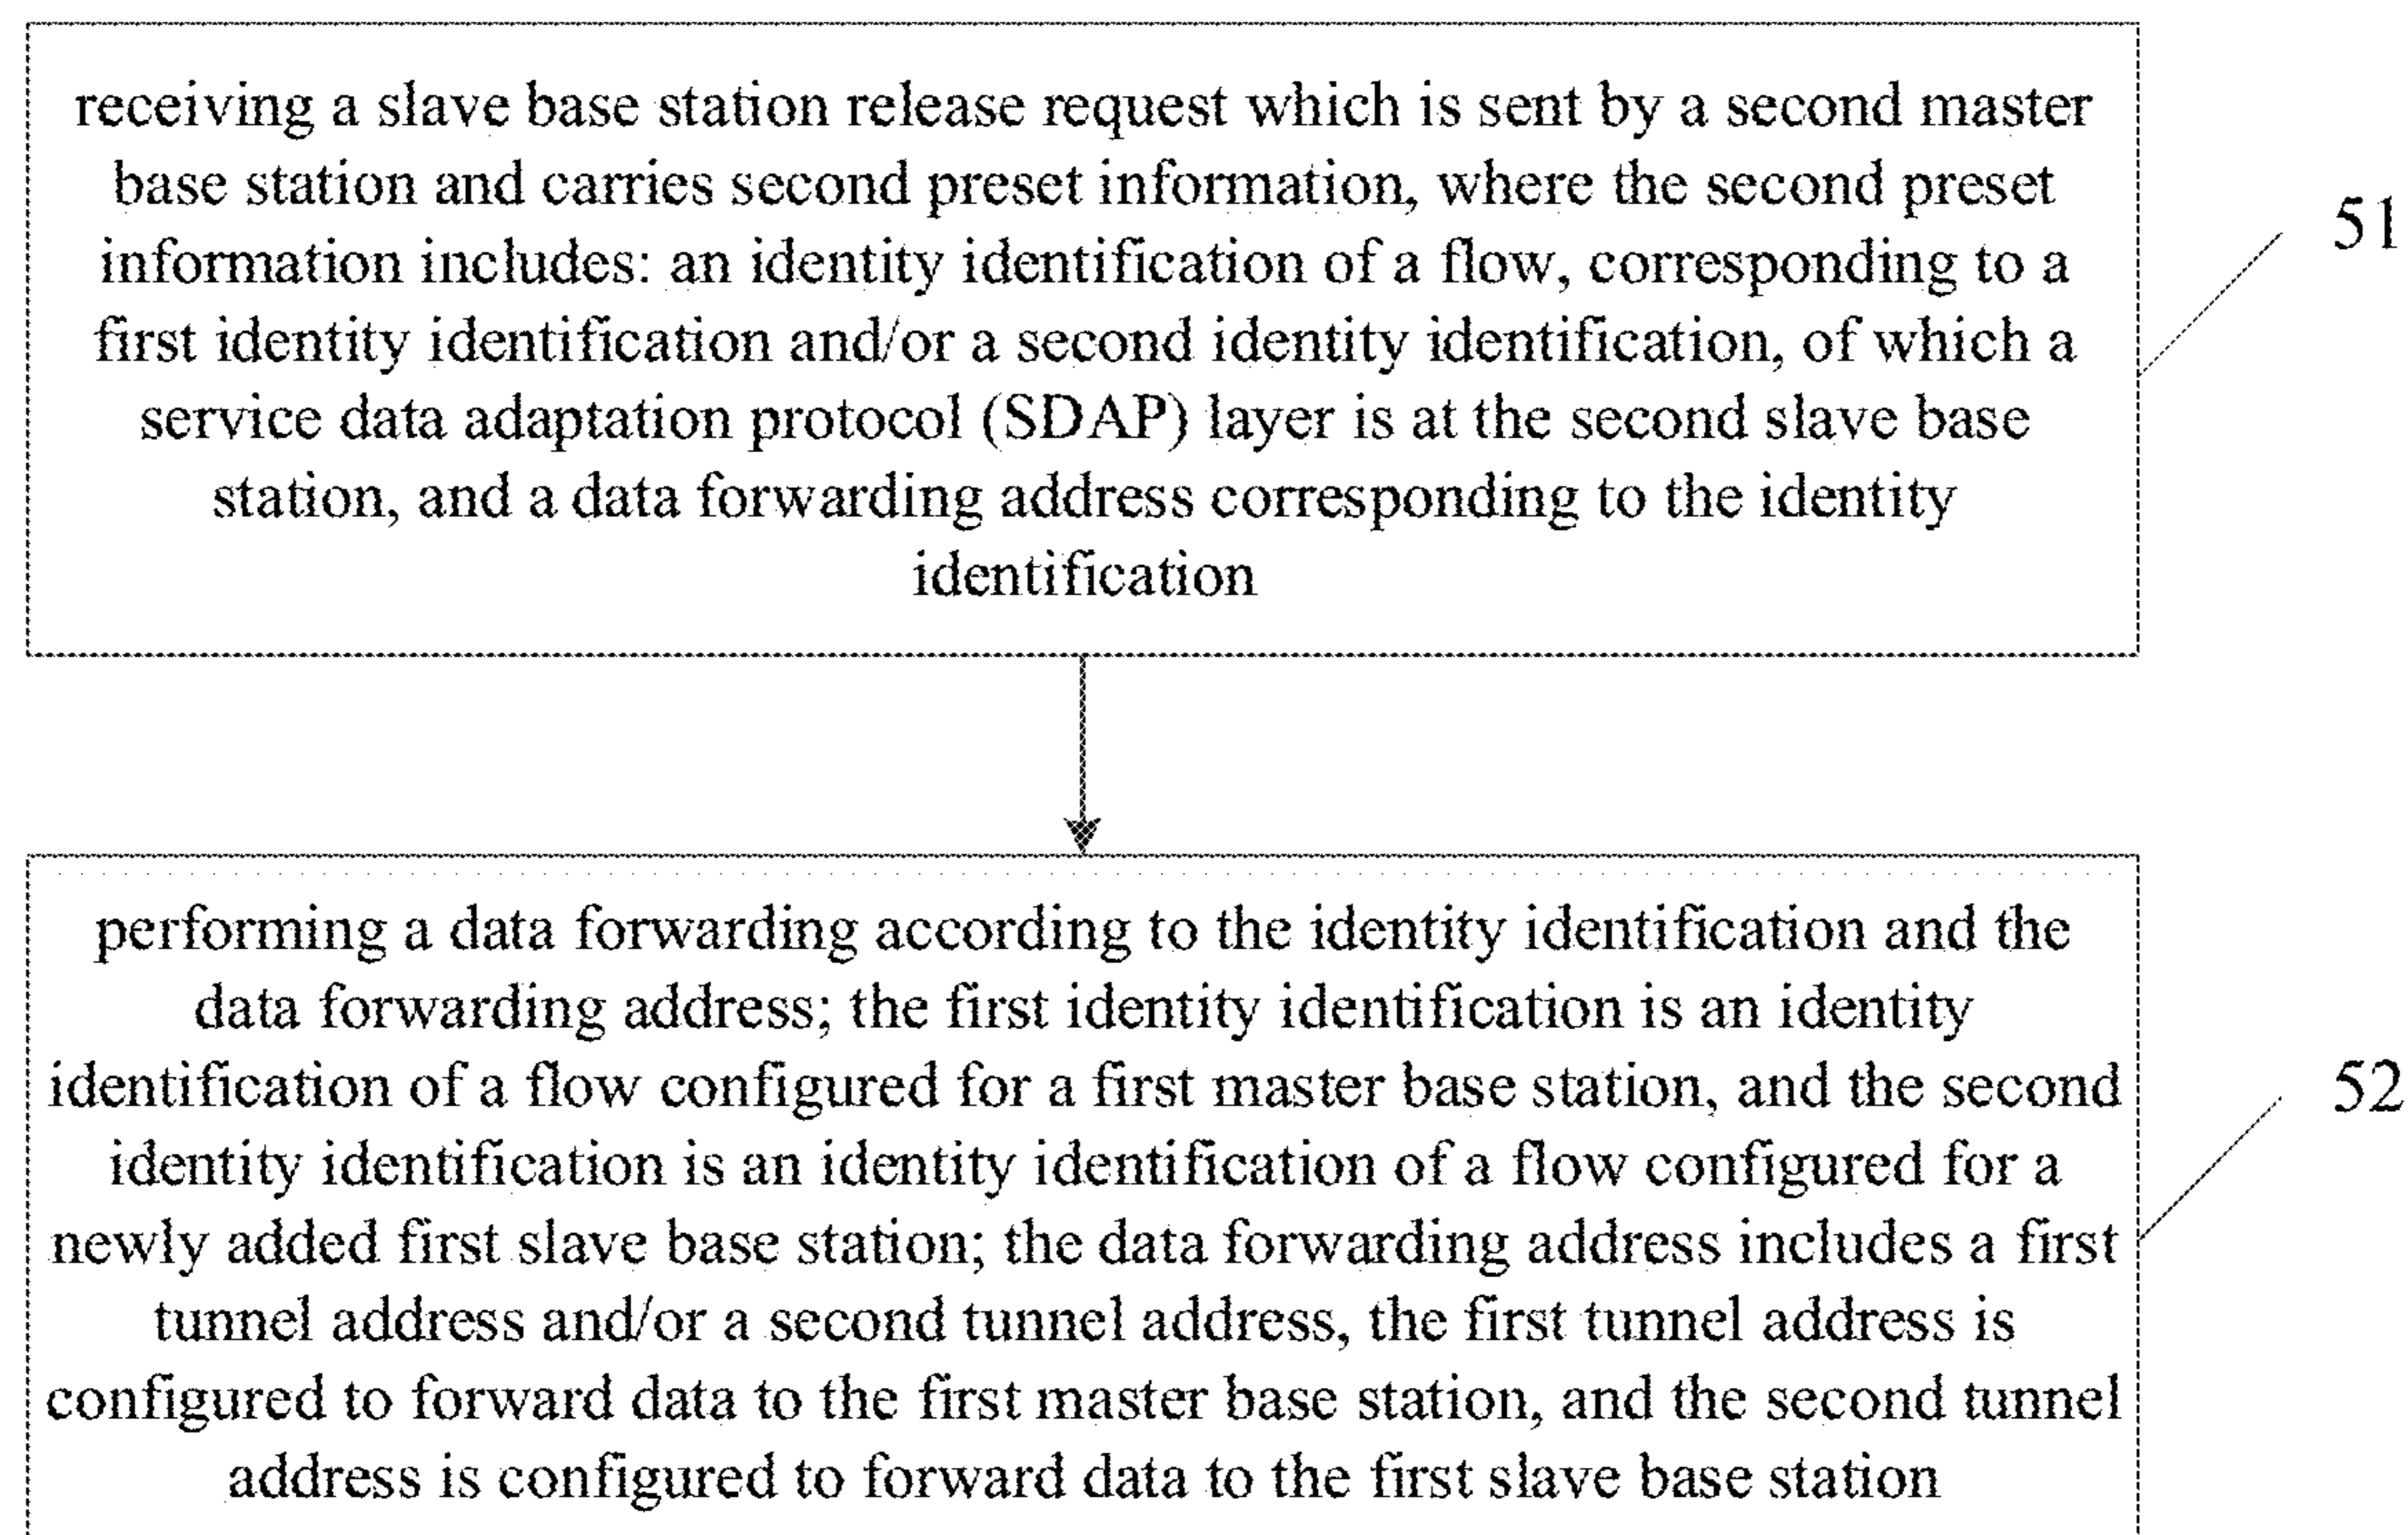 receiving a slave base station release request which is sent by a second master
base station and carries second preset information, where the second preset
information includes: an identity identification of a flow, corresponding to a
first identity identification and/or a second identity identification, of which a
service data adaptation protocol (SDAP) layer is at the second slave base
station, and a data forwarding address corresponding to the identity
identification
51
performing a data forwarding according to the identity identification and the
data forwarding address; the first identity identification is an identity
identification of a flow configured for a first master base station, and the second
identity identification is an identity identification of a flow configured for a
newly added first slave base station; the data forwarding address includes a first
tunnel address and/or a second tunnel address, the first tunnel address is
configured to forward data to the first master base station, and the second tunnel
address is configured to forward data to the first slave base station
52